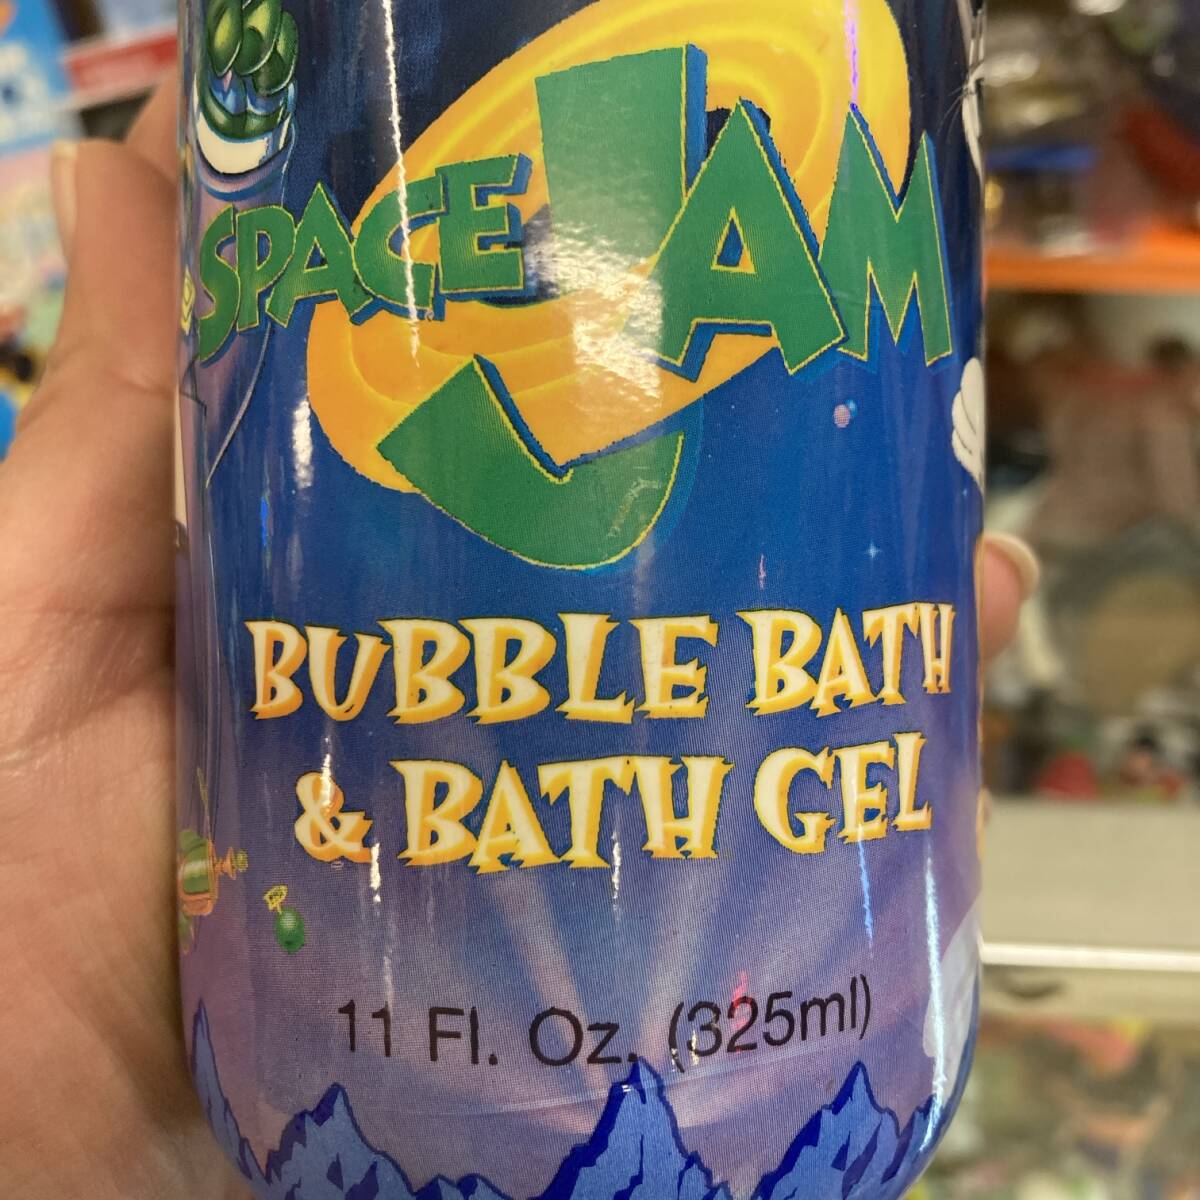 SPACE JAM
BUBBLE BATH
& BATH GEL
11 Fl. Oz. (325ml)